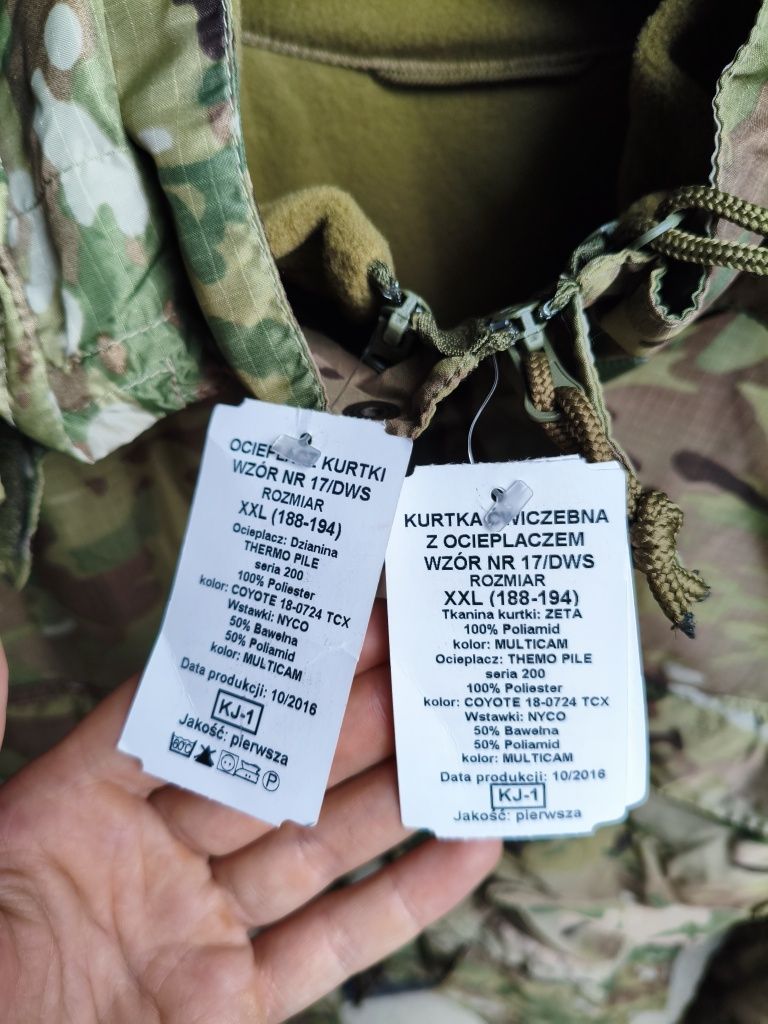 KURTKI
WZÓR NR 17/DWS
ROZMIAR
XXL (188-194)
Ocieplacz: Dzianina
THERMO PILE
seria 200
100% Poliester
kolor: COYOTE 18-0724 TCX
Wstawki: NYCO
50% Bawełna
50% Poliamid
kolor: MULTICAM
Data produkcji: 10/2016
KJ-1
Jakość: pierwsza
60°C
P
KURTKA ĆWICZEBNA
Z OCIEPLACZEM
WZÓR NR 17/DWS
ROZMIAR
XXL (188-194)
Tkanina kurtki: ZETA
100% Poliamid
kolor: MULTICAM
Ocieplacz: THEMO PILE
seria 200
100% Poliester
kolor: COYOTE 18-0724 TCX
Wstawki: NYCO
50% Bawełna
50% Poliamid
kolor: MULTICAM
Data produkcji: 10/2016
KJ-1
Jakość: pierwsza